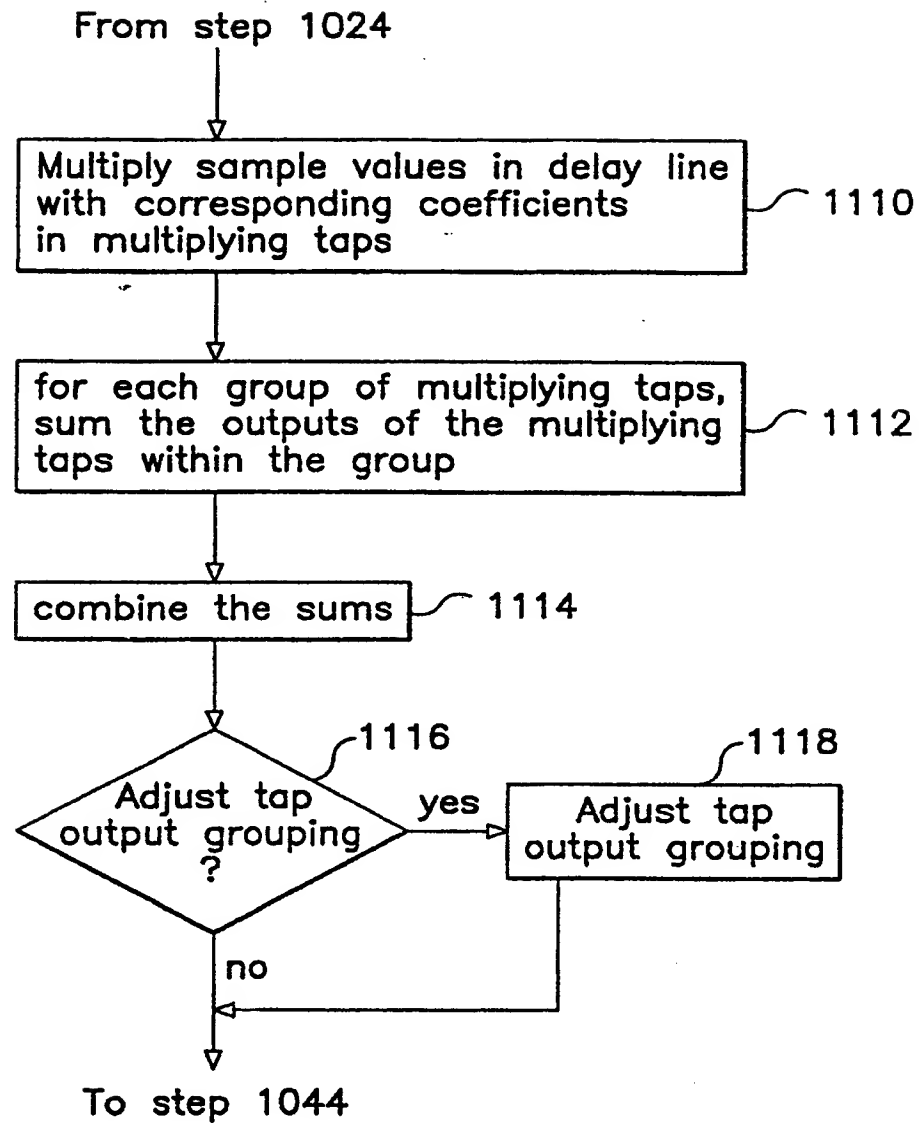 From step 1024
Multiply sample values in delay line
with corresponding coefficients
in multiplying taps
1110
for each group of multiplying taps,
sum the outputs of the multiplying
taps within the group
1112
combine the sums
1114
1116
Adjust tap
output grouping
?
yes
1118
Adjust tap
output grouping
no
To step 1044